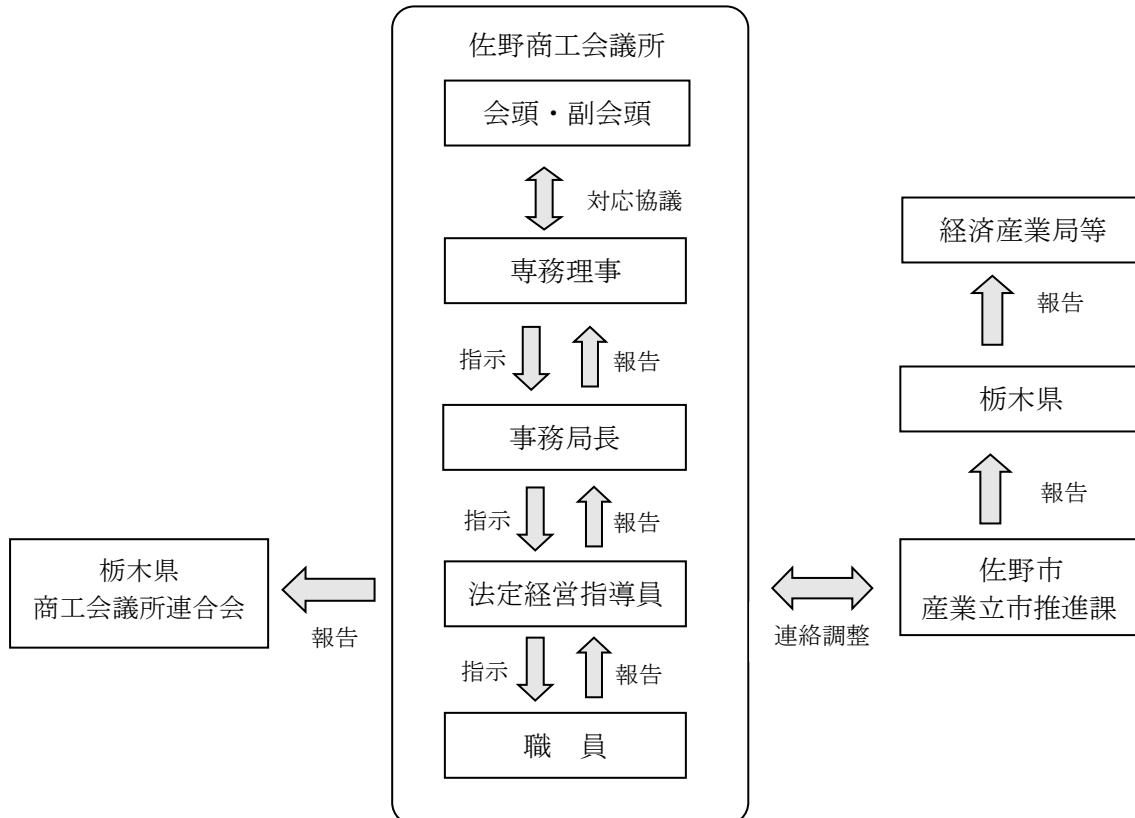 佐野商工会議所
会頭・副会頭
対応協議
専務理事
指示
報告
事務局長
指示
報告
法定経営指導員
指示
報告
職　員
栃木県
商工会議所連合会
報告
連絡調整
経済産業局等
報告
栃木県
報告
佐野市
産業立市推進課